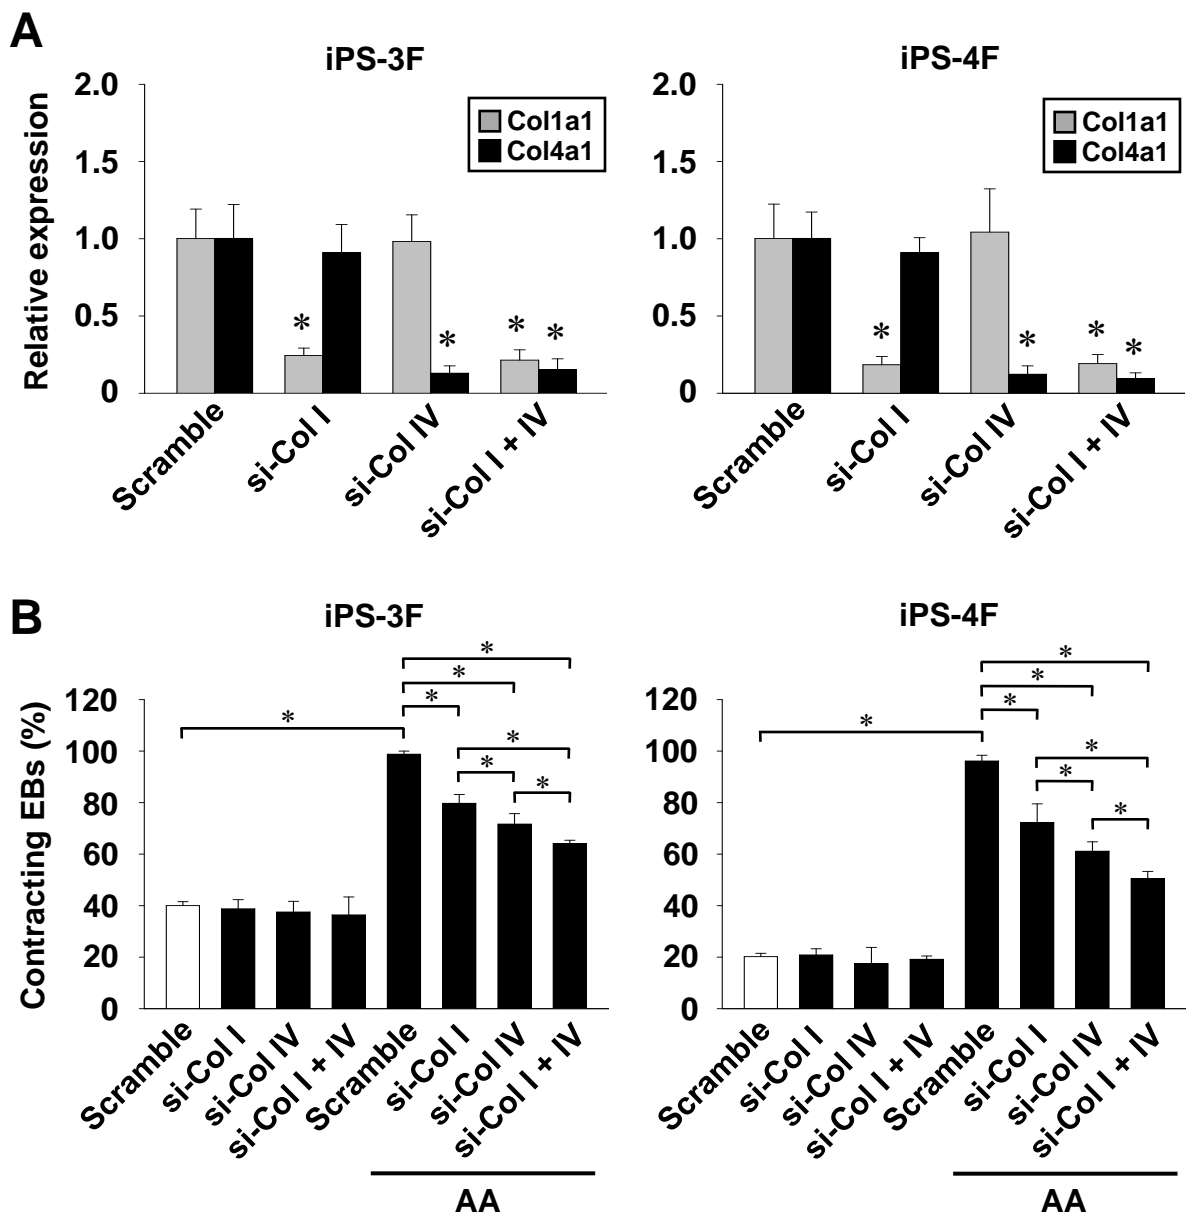 A
iPS-3F
iPS-4F
Relative expression
2.0
1.5
1.0
0.5
0
Col1a1
Col4a1
*
*
*
*
Scramble
si-Col I
si-Col IV
si-Col I + IV
2.0
1.5
1.0
0.5
0
Col1a1
Col4a1
*
*
*
*
Scramble
si-Col I
si-Col IV
si-Col I + IV
B
iPS-3F
iPS-4F
Contracting EBs (%)
120
100
80
60
40
20
0
*
*
*
*
*
*
*
Scramble
si-Col I
si-Col IV
si-Col I + IV
Scramble
si-Col I
si-Col IV
si-Col I + IV
AA
120
100
80
60
40
20
0
*
*
*
*
*
*
*
Scramble
si-Col I
si-Col IV
si-Col I + IV
Scramble
si-Col I
si-Col IV
si-Col I + IV
AA